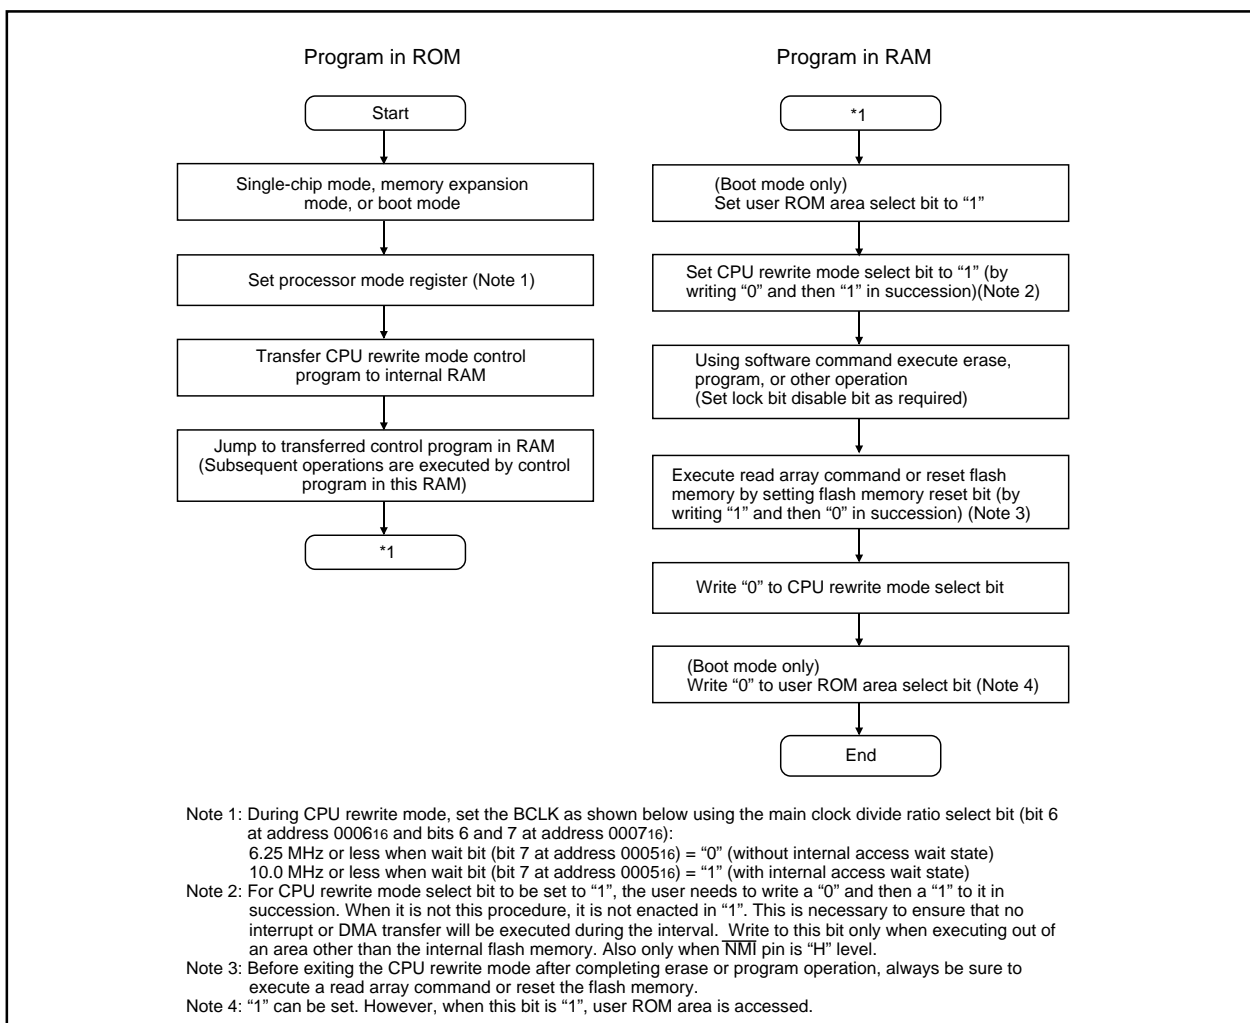 Program in ROM
Start
Single-chip mode, memory expansion
mode, or boot mode
Set processor mode register (Note 1)
Transfer CPU rewrite mode control
program to internal RAM
Jump to transferred control program in RAM
(Subsequent operations are executed by control
program in this RAM)
*1
Program in RAM
*1
(Boot mode only)
Set user ROM area select bit to “1”
Set CPU rewrite mode select bit to “1” (by
writing “0” and then “1” in succession)(Note 2)
Using software command execute erase,
program, or other operation
(Set lock bit disable bit as required)
Execute read array command or reset flash
memory by setting flash memory reset bit (by
writing “1” and then “0” in succession) (Note 3)
Write “0” to CPU rewrite mode select bit
(Boot mode only)
Write “0” to user ROM area select bit (Note 4)
End
Note 1: During CPU rewrite mode, set the BCLK as shown below using the main clock divide ratio select bit (bit 6
at address 000616 and bits 6 and 7 at address 000716):
6.25 MHz or less when wait bit (bit 7 at address 000516) = “0” (without internal access wait state)
10.0 MHz or less when wait bit (bit 7 at address 000516) = “1” (with internal access wait state)
Note 2: For CPU rewrite mode select bit to be set to “1”, the user needs to write a “0” and then a “1” to it in
succession. When it is not this procedure, it is not enacted in “1”. This is necessary to ensure that no
interrupt or DMA transfer will be executed during the interval. Write to this bit only when executing out of
an area other than the internal flash memory. Also only when NMI pin is “H” level.
Note 3: Before exiting the CPU rewrite mode after completing erase or program operation, always be sure to
execute a read array command or reset the flash memory.
Note 4: “1” can be set. However, when this bit is “1”, user ROM area is accessed.